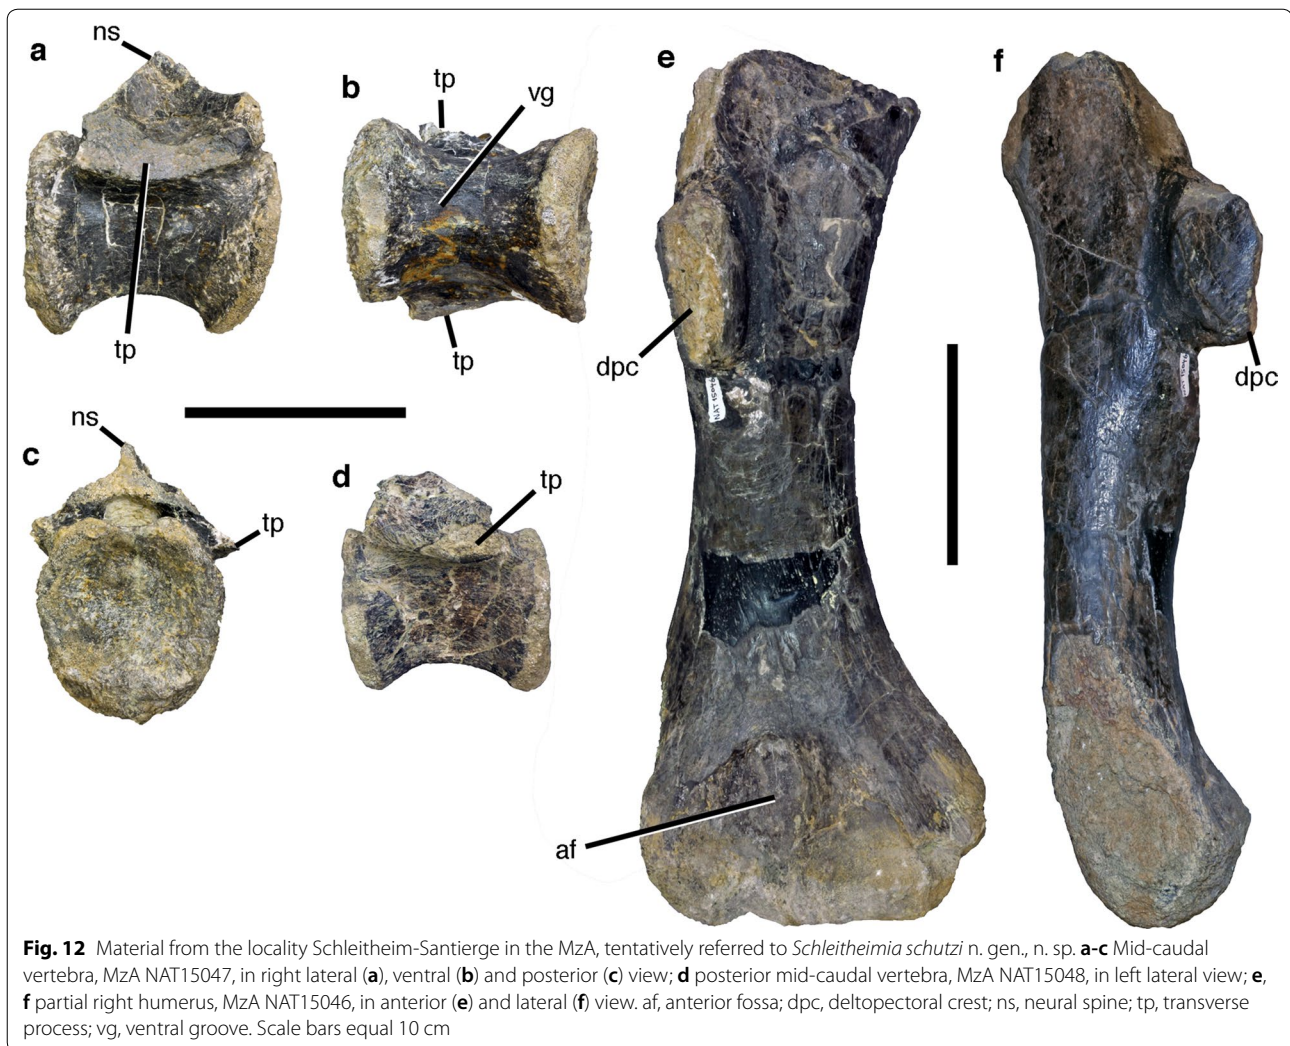 a
ns
tp
b
tp
vg
tp
c
ns
tp
d
tp
e
dpc
af
f
dpc
Fig. 12 Material from the locality Schleitheim-Santierge in the MzA, tentatively referred to Schleitheimia schutzi n. gen., n. sp. a-c Mid-caudal
vertebra, MzA NAT15047, in right lateral (a), ventral (b) and posterior (c) view; d posterior mid-caudal vertebra, MzA NAT15048, in left lateral view; e,
f partial right humerus, MzA NAT15046, in anterior (e) and lateral (f) view. af, anterior fossa; dpc, deltopectoral crest; ns, neural spine; tp, transverse
process; vg, ventral groove. Scale bars equal 10 cm